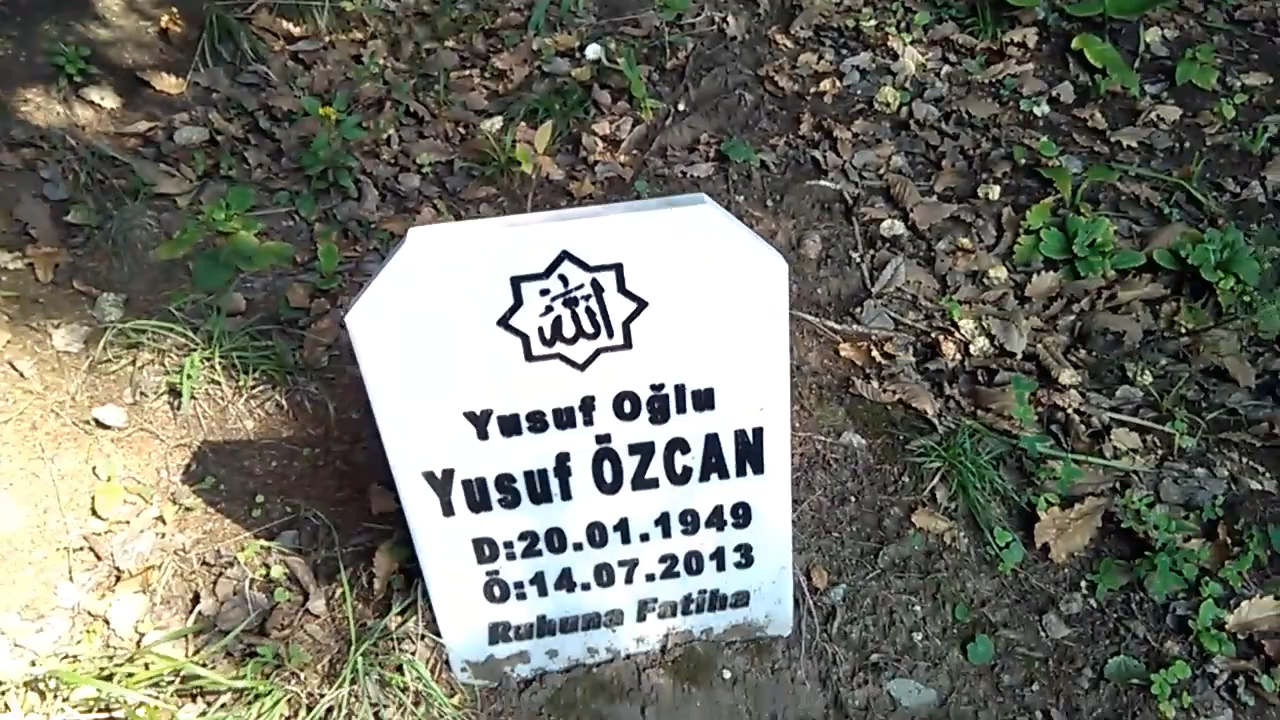 الله
Yusuf Oğlu
Yusuf ÖZCAN
D:20.01.1949
Ö:14.07.2013
Ruhuna Fatiha